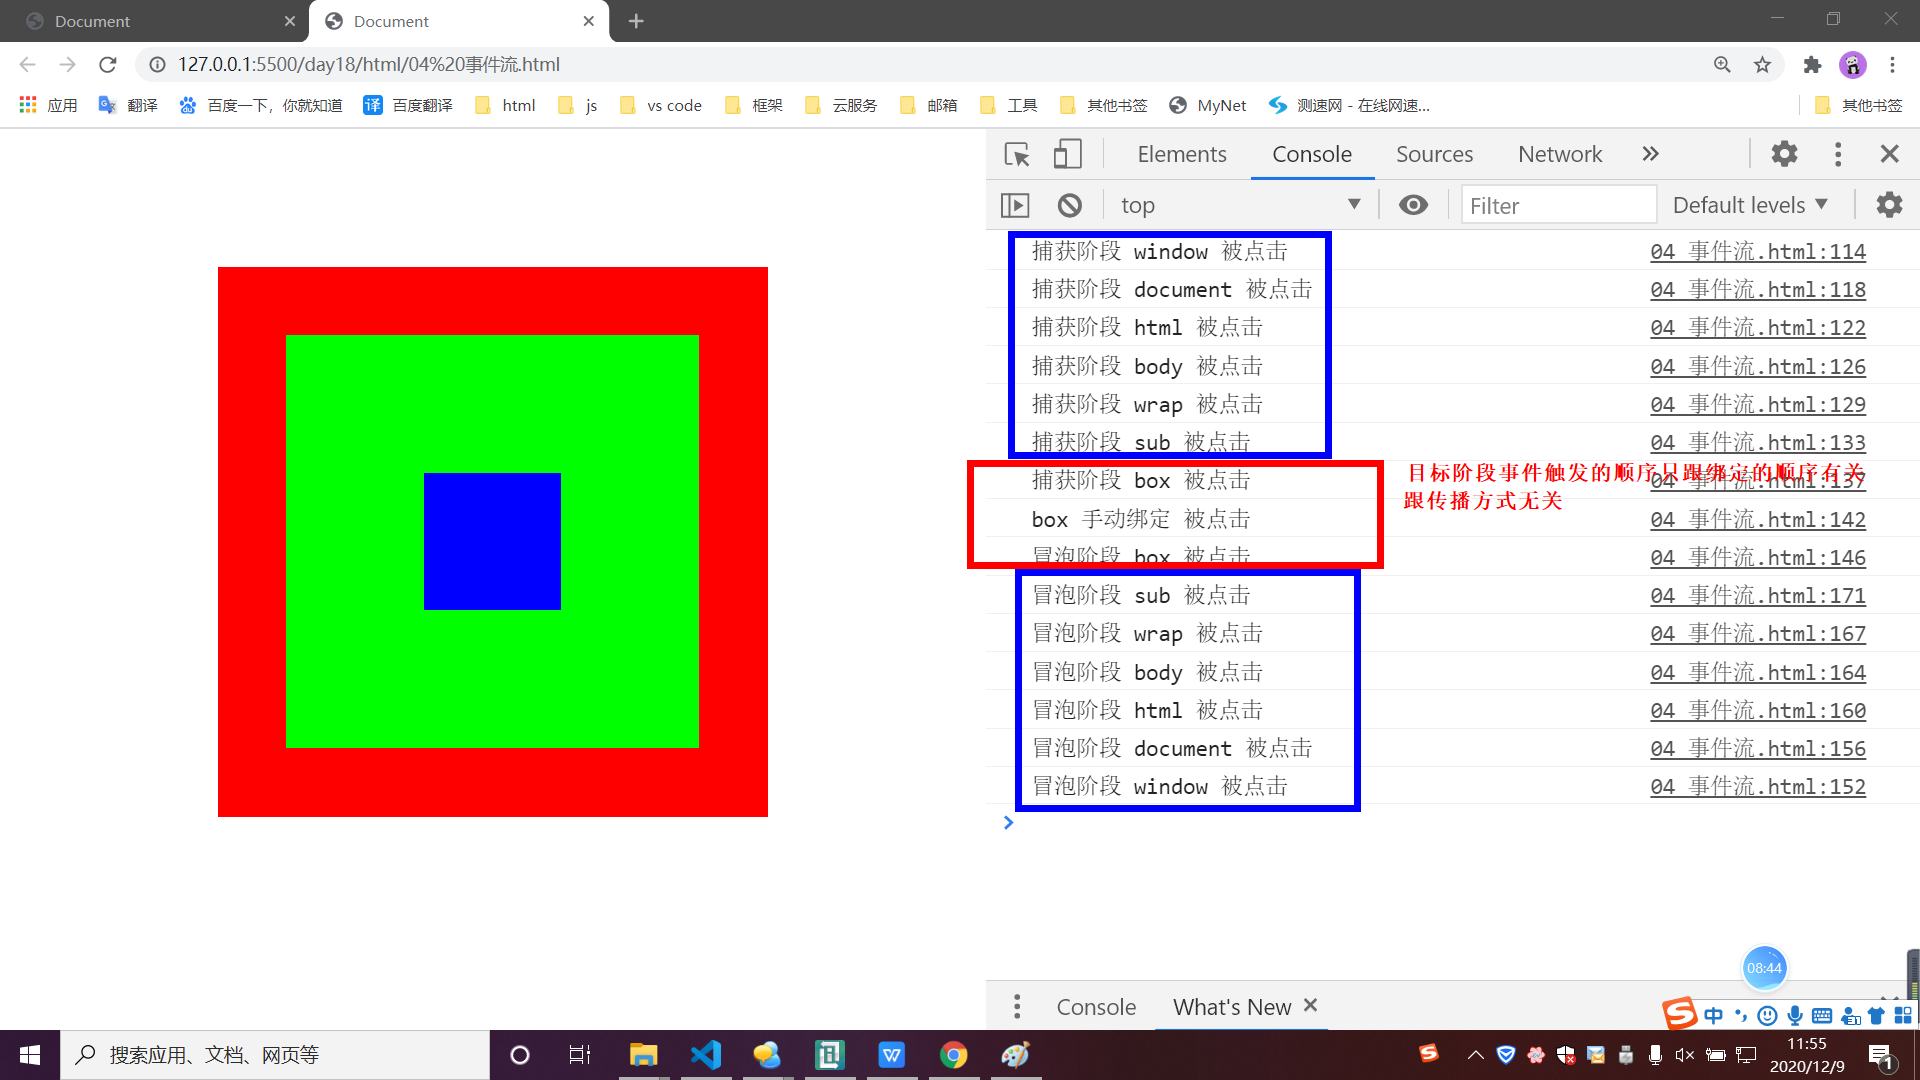 Document
Document
127.0.0.1:5500/day18/html/04%20事件流.html
应用
翻译
百度一下，你就知道
译
百度翻译
html
js
vs code
框架
云服务
邮箱
工具
其他书签
MyNet
测速网 - 在线网速...
其他书签
Elements
Console
Sources
Network
top
Filter
Default levels
捕获阶段 window 被点击 04 事件流.html:114
捕获阶段 document 被点击 04 事件流.html:118
捕获阶段 html 被点击 04 事件流.html:122
捕获阶段 body 被点击 04 事件流.html:126
捕获阶段 wrap 被点击 04 事件流.html:129
捕获阶段 sub 被点击 04 事件流.html:133
目标阶段事件触发的顺序只跟绑定的顺序有关
跟传播方式无关
捕获阶段 box 被点击 04 事件流.html:137
box 手动绑定 被点击 04 事件流.html:142
冒泡阶段 box 被点击 04 事件流.html:146
冒泡阶段 sub 被点击 04 事件流.html:171
冒泡阶段 wrap 被点击 04 事件流.html:167
冒泡阶段 body 被点击 04 事件流.html:164
冒泡阶段 html 被点击 04 事件流.html:160
冒泡阶段 document 被点击 04 事件流.html:156
冒泡阶段 window 被点击 04 事件流.html:152
08:44
Console
What's New
中
搜索应用、文档、网页等
11:55
2020/12/9
1